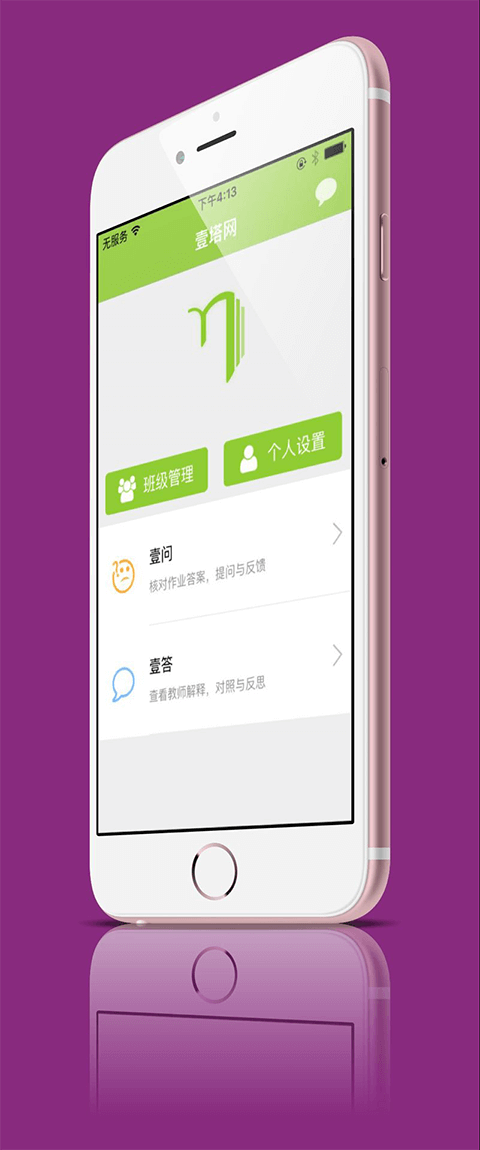 无服务
下午4:13
壹塔网
班级管理
个人设置
壹问
核对作业答案，提问与反馈
壹答
查看教师解释，对照与反思